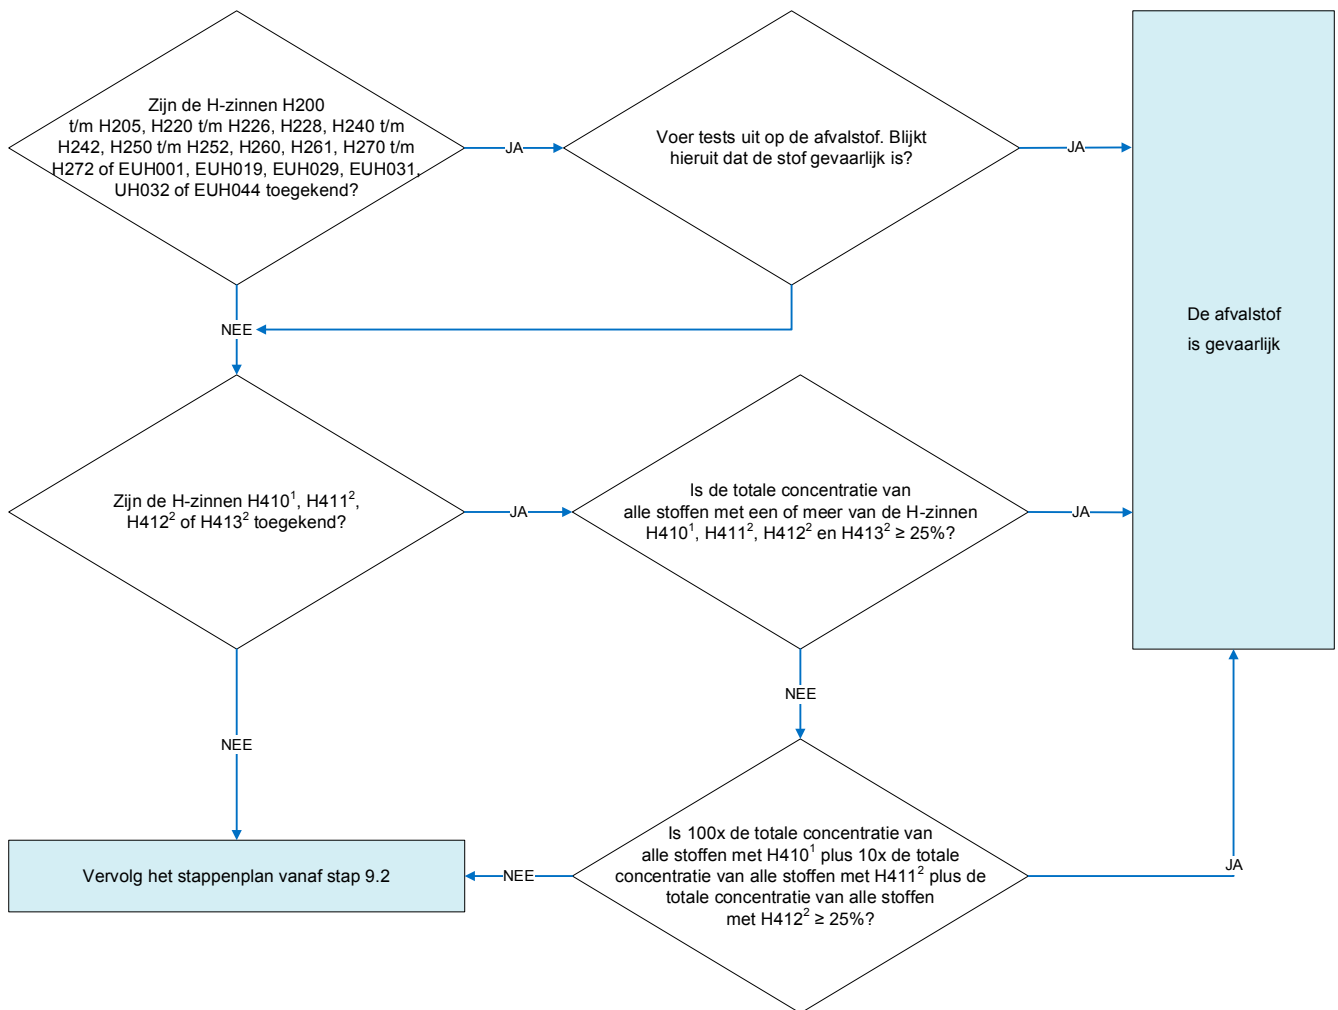 Zijn de H-zinnen H200
t/m H205, H220 t/m H226, H228, H240 t/m
H242, H250 t/m H252, H260, H261, H270 t/m
H272 of EUH001, EUH019, EUH029, EUH031,
UH032 of EUH044 toegekend?
JA
Voer tests uit op de afvalstof. Blijkt
hieruit dat de stof gevaarlijk is?
JA
De afvalstof
is gevaarlijk
NEE
Zijn de H-zinnen H410¹, H411²,
H412² of H413² toegekend?
JA
Is de totale concentratie van
alle stoffen met een of meer van de H-zinnen
H410¹, H411², H412² en H413² ≥ 25%?
JA
NEE
NEE
Is 100x de totale concentratie van
alle stoffen met H410¹ plus 10x de totale
concentratie van alle stoffen met H411² plus de
totale concentratie van alle stoffen
met H412² ≥ 25%?
JA
NEE
Vervolg het stappenplan vanaf stap 9.2